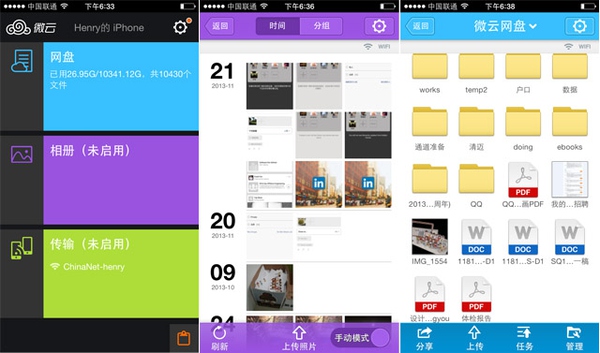 中国联通 下午6:33
微云 Henry的 iPhone
网盘
已用26.95G/10341.12G，共10430个
文件
相册（未启用）
传输（未启用）
ChinaNet-henry
中国联通 下午6:36
返回 时间 分组
WiFi
21
2013-11
in
20
2013-11
09
2013-10
刷新 上传照片 手动模式
中国联通 下午6:38
返回 微云网盘
WiFi
works temp2 户口 数据
通道准备 清迈 doing ebooks
PDF
2013...周年) QQ QQ...画PDF 我的...招聘
W W W
DOC DOC DOC
IMG_1554 1181...-D1 1181...S-D1 SQ1...一稿
PDF PDF
设计...gyou 体检报告
分享 上传 任务 管理